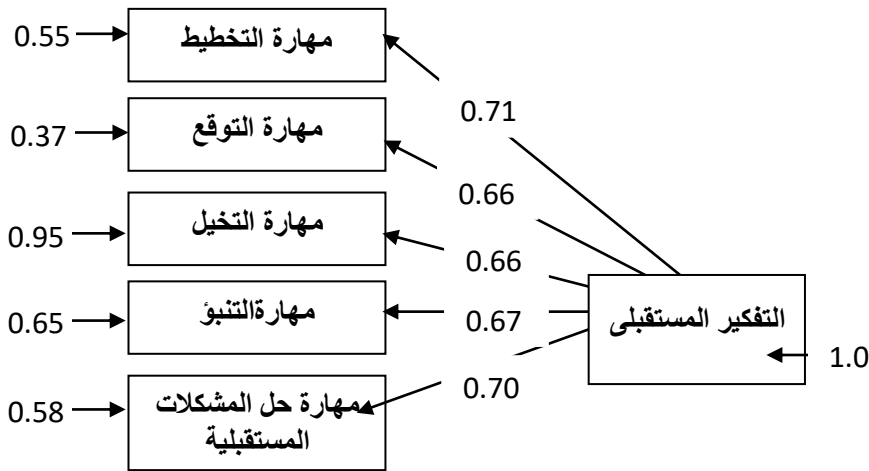 0.55
مهارة التخطيط
0.71
0.37
مهارة التوقع
0.66
0.95
مهارة التخيل
0.66
0.65
مهارةالتنبؤ
0.67
التفكير المستقبلى
1.0
0.58
مهارة حل المشكلات
المستقبلية
0.70